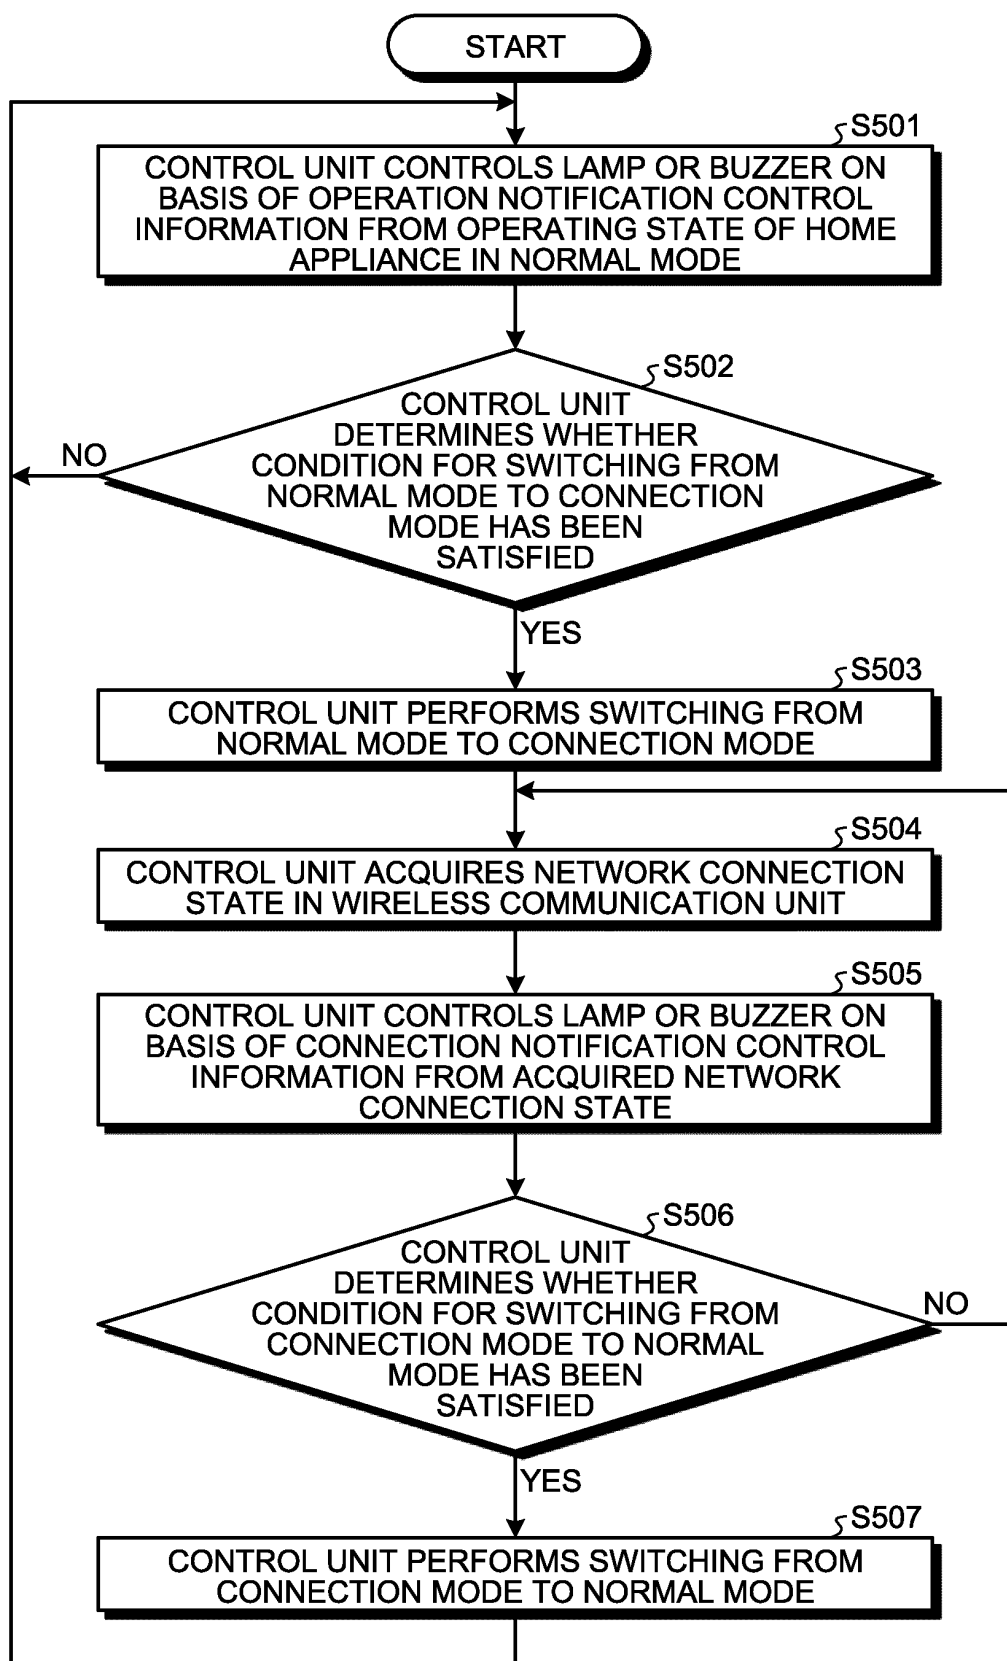 START
S501
CONTROL UNIT CONTROLS LAMP OR BUZZER ON
BASIS OF OPERATION NOTIFICATION CONTROL
INFORMATION FROM OPERATING STATE OF HOME
APPLIANCE IN NORMAL MODE
S502
CONTROL UNIT
DETERMINES WHETHER
CONDITION FOR SWITCHING FROM
NORMAL MODE TO CONNECTION
MODE HAS BEEN
SATISFIED
NO
YES
S503
CONTROL UNIT PERFORMS SWITCHING FROM
NORMAL MODE TO CONNECTION MODE
S504
CONTROL UNIT ACQUIRES NETWORK CONNECTION
STATE IN WIRELESS COMMUNICATION UNIT
S505
CONTROL UNIT CONTROLS LAMP OR BUZZER ON
BASIS OF CONNECTION NOTIFICATION CONTROL
INFORMATION FROM ACQUIRED NETWORK
CONNECTION STATE
S506
CONTROL UNIT
DETERMINES WHETHER
CONDITION FOR SWITCHING FROM
CONNECTION MODE TO NORMAL
MODE HAS BEEN
SATISFIED
NO
YES
S507
CONTROL UNIT PERFORMS SWITCHING FROM
CONNECTION MODE TO NORMAL MODE